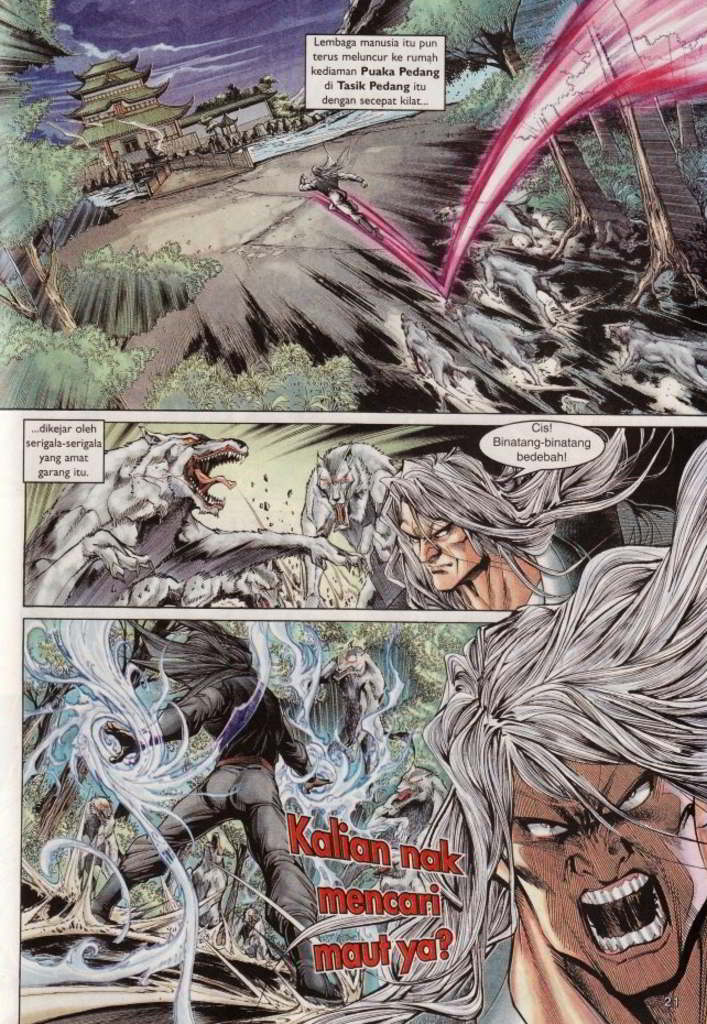 Lembaga manusia itu pun
terus meluncur ke rumah
kediaman Puaka Pedang
di Tasik Pedang itu
dengan secepat kilat...
...dikejar oleh
serigala-serigala
yang amat
garang itu.
Cis!
Binatang-binatang
bedebah!
Kalian nak
mencari
maut ya?
21